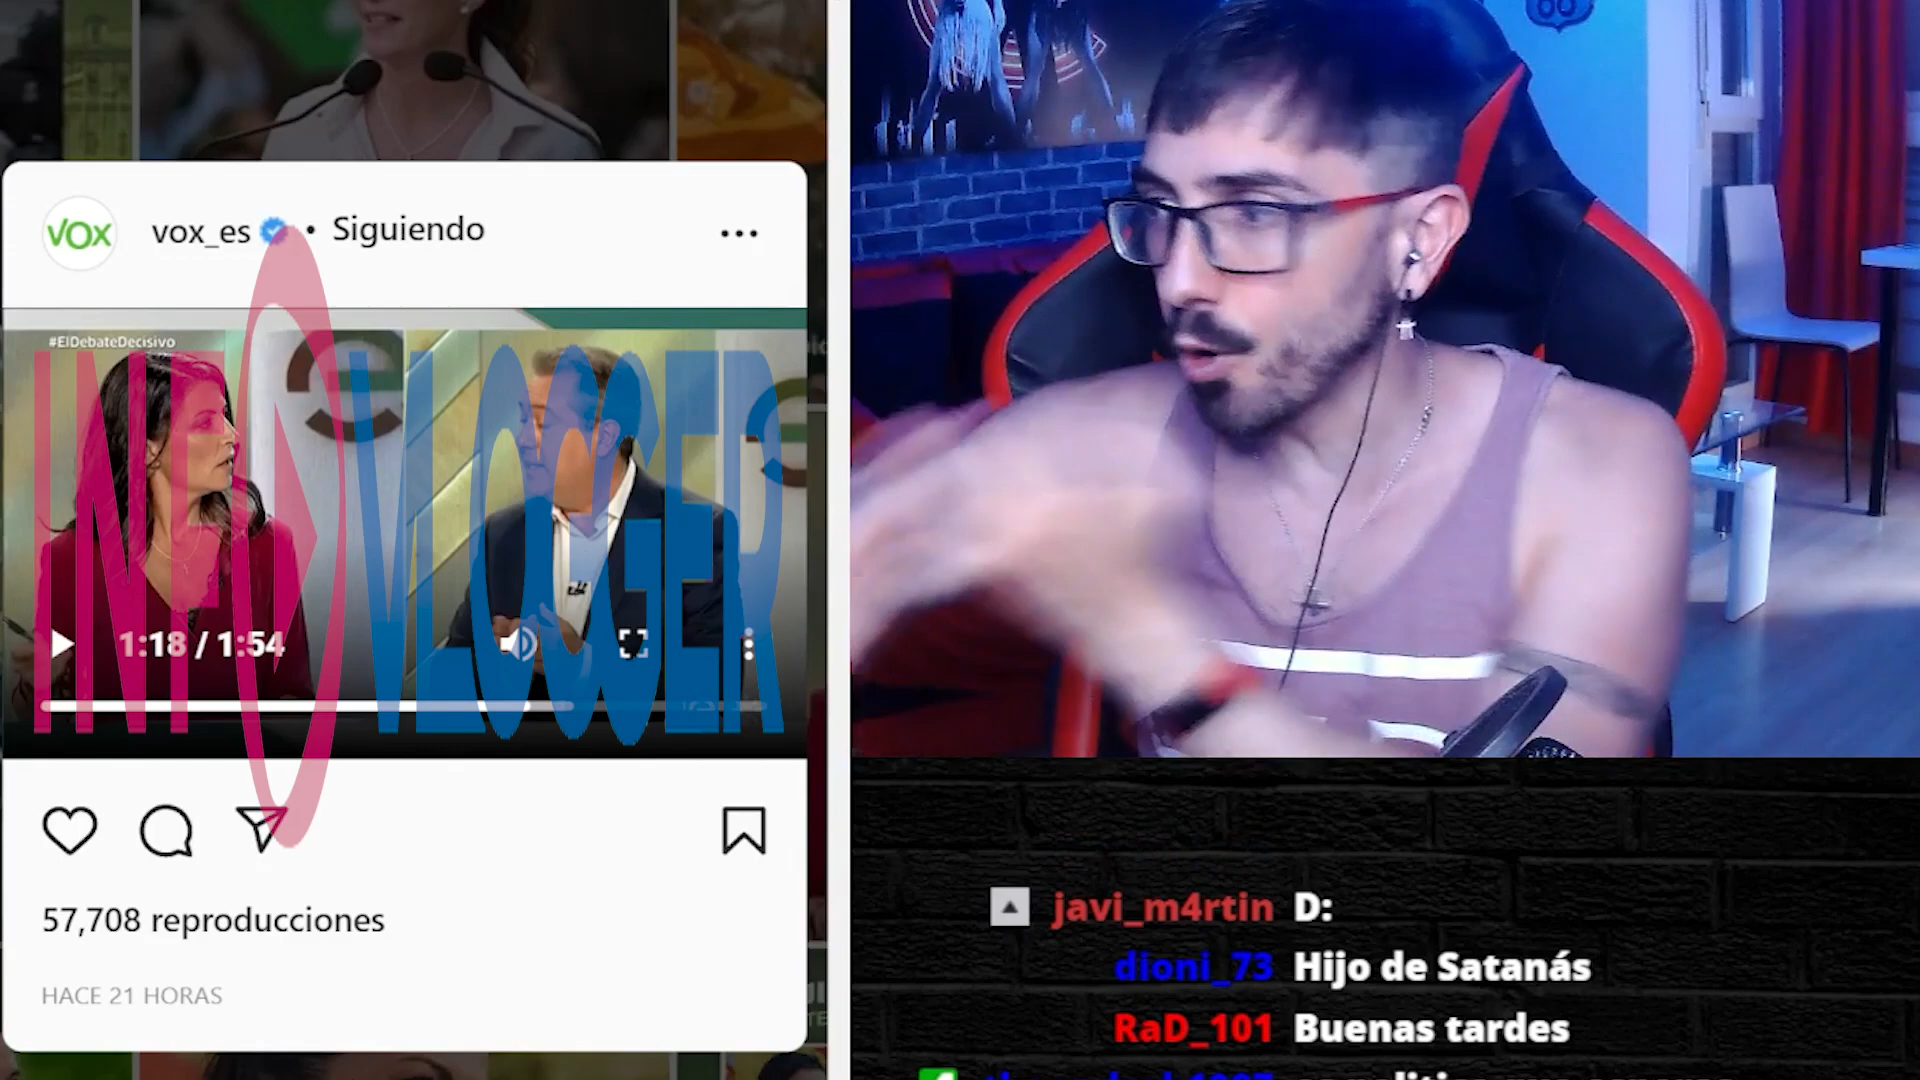 VOX vox_es • Siguiendo
#ElDebateDecisivo
INFOVLOGGER
1:18 / 1:54
57,708 reproducciones
HACE 21 HORAS
javi_m4rtin D:
dioni_73 Hijo de Satanás
RaD_101 Buenas tardes